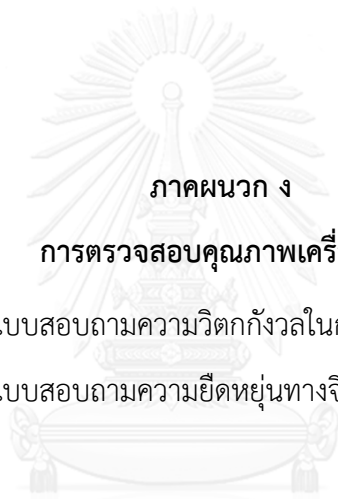 ภาคผนวก ง
การตรวจสอบคุณภาพเครื่
แบบสอบถามความวิตกกังวลใน
แบบสอบถามความยืดหยุ่นทางจิ